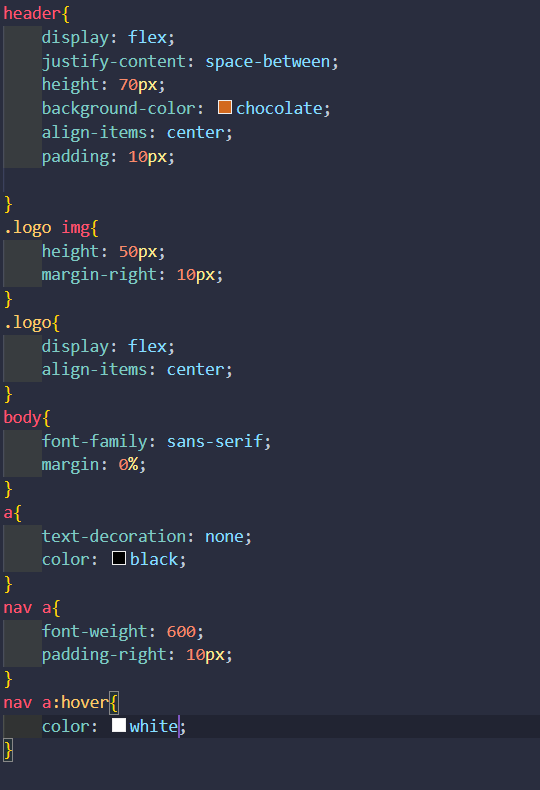 header{
    display: flex;
    justify-content: space-between;
    height: 70px;
    background-color: chocolate;
    align-items: center;
    padding: 10px;

}
.logo img{
    height: 50px;
    margin-right: 10px;
}
.logo{
    display: flex;
    align-items: center;
}
body{
    font-family: sans-serif;
    margin: 0%;
}
a{
    text-decoration: none;
    color: black;
}
nav a{
    font-weight: 600;
    padding-right: 10px;
}
nav a:hover{
    color: white;
}